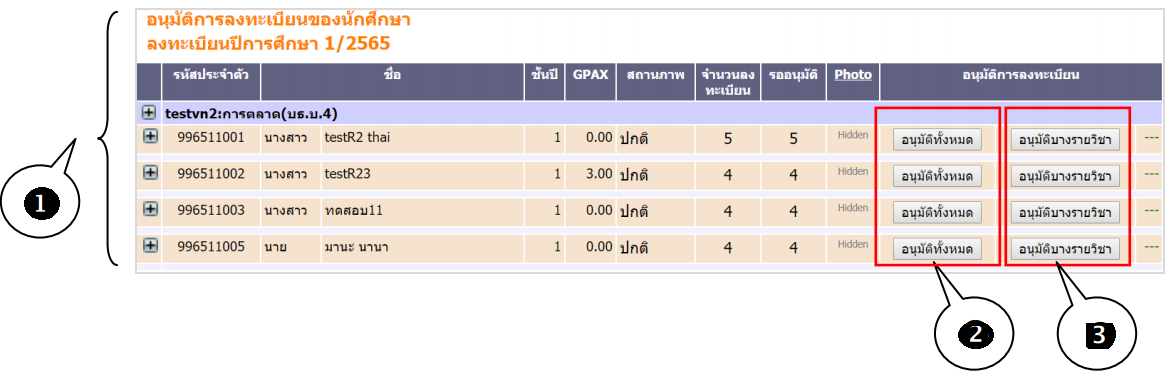 อนุมัติการลงทะเบียนของนักศึกษา
ลงทะเบียนปีการศึกษา 1/2565
รหัสประจำตัว ชื่อ ชั้นปี GPAX สถานภาพ จำนวนลงทะเบียน รออนุมัติ Photo อนุมัติการลงทะเบียน
testvn2:การตลาด(บธ.บ.4)
996511001 นางสาว testR2 thai 1 0.00 ปกติ 5 5 Hidden อนุมัติทั้งหมด อนุมัติบางรายวิชา ---
996511002 นางสาว testR23 1 3.00 ปกติ 4 4 Hidden อนุมัติทั้งหมด อนุมัติบางรายวิชา ---
996511003 นางสาว ทดสอบ11 1 0.00 ปกติ 4 4 Hidden อนุมัติทั้งหมด อนุมัติบางรายวิชา ---
996511005 นาย มานะ นานา 1 0.00 ปกติ 4 4 Hidden อนุมัติทั้งหมด อนุมัติบางรายวิชา ---
1
2
3